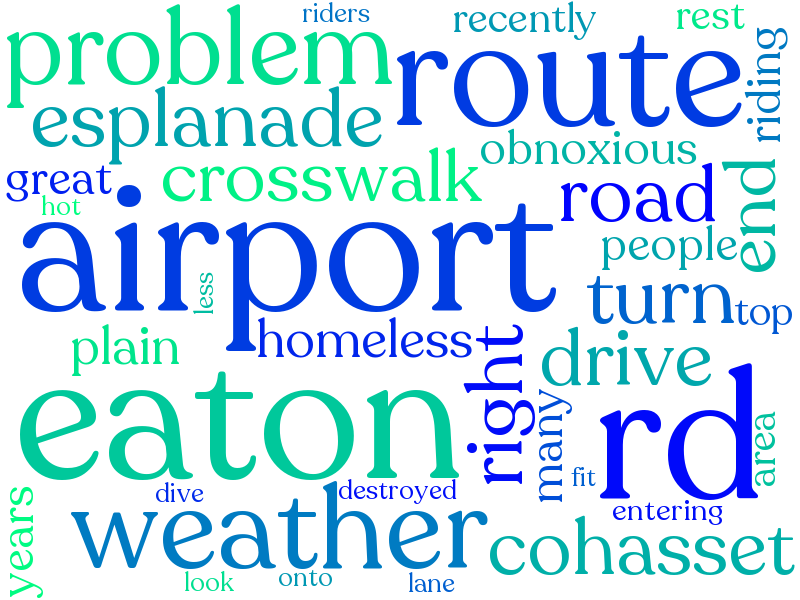 riders
recently
rest
problem
route
riding
esplanade
obnoxious
great
crosswalk
road
end
hot
airport
people
less
turn
top
plain
homeless
right
drive
eaton
many
rd
area
fit
years
dive
destroyed
entering
weather
cohasset
look
onto
lane